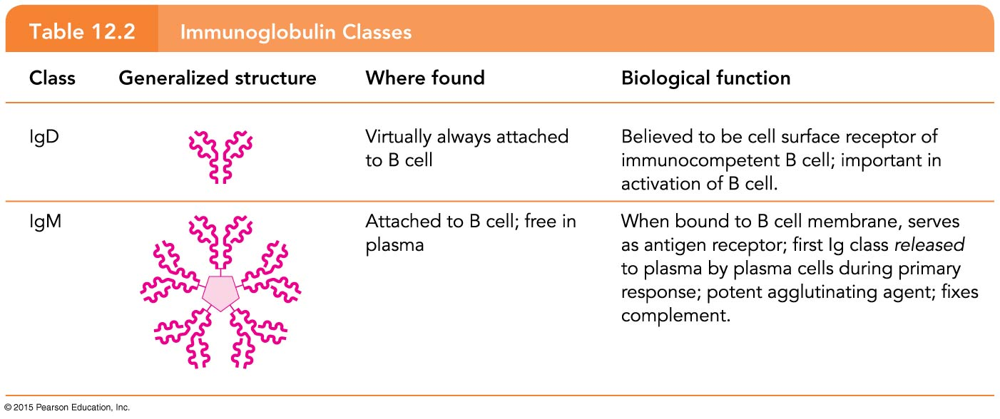 Table 12.2 Immunoglobulin Classes
Class Generalized structure Where found Biological function
IgD
Virtually always attached
to B cell
Believed to be cell surface receptor of
immunocompetent B cell; important in
activation of B cell.
IgM
Attached to B cell; free in
plasma
When bound to B cell membrane, serves
as antigen receptor; first Ig class released
to plasma by plasma cells during primary
response; potent agglutinating agent; fixes
complement.
© 2015 Pearson Education, Inc.